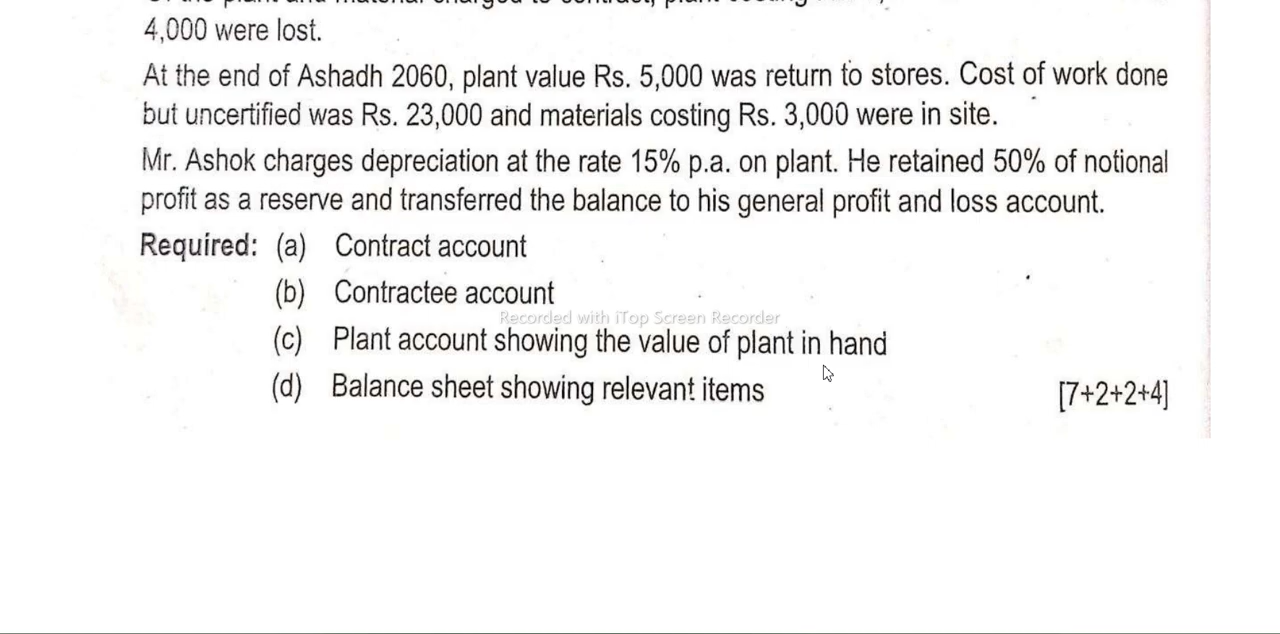 4,000 were lost.
At the end of Ashadh 2060, plant value Rs. 5,000 was return to stores. Cost of work done
but uncertified was Rs. 23,000 and materials costing Rs. 3,000 were in site.
Mr. Ashok charges depreciation at the rate 15% p.a. on plant. He retained 50% of notional
profit as a reserve and transferred the balance to his general profit and loss account.
Required: (a) Contract account
(b) Contractee account
Recorded with iTop Screen Recorder
(c) Plant account showing the value of plant in hand
(d) Balance sheet showing relevant items [7+2+2+4]